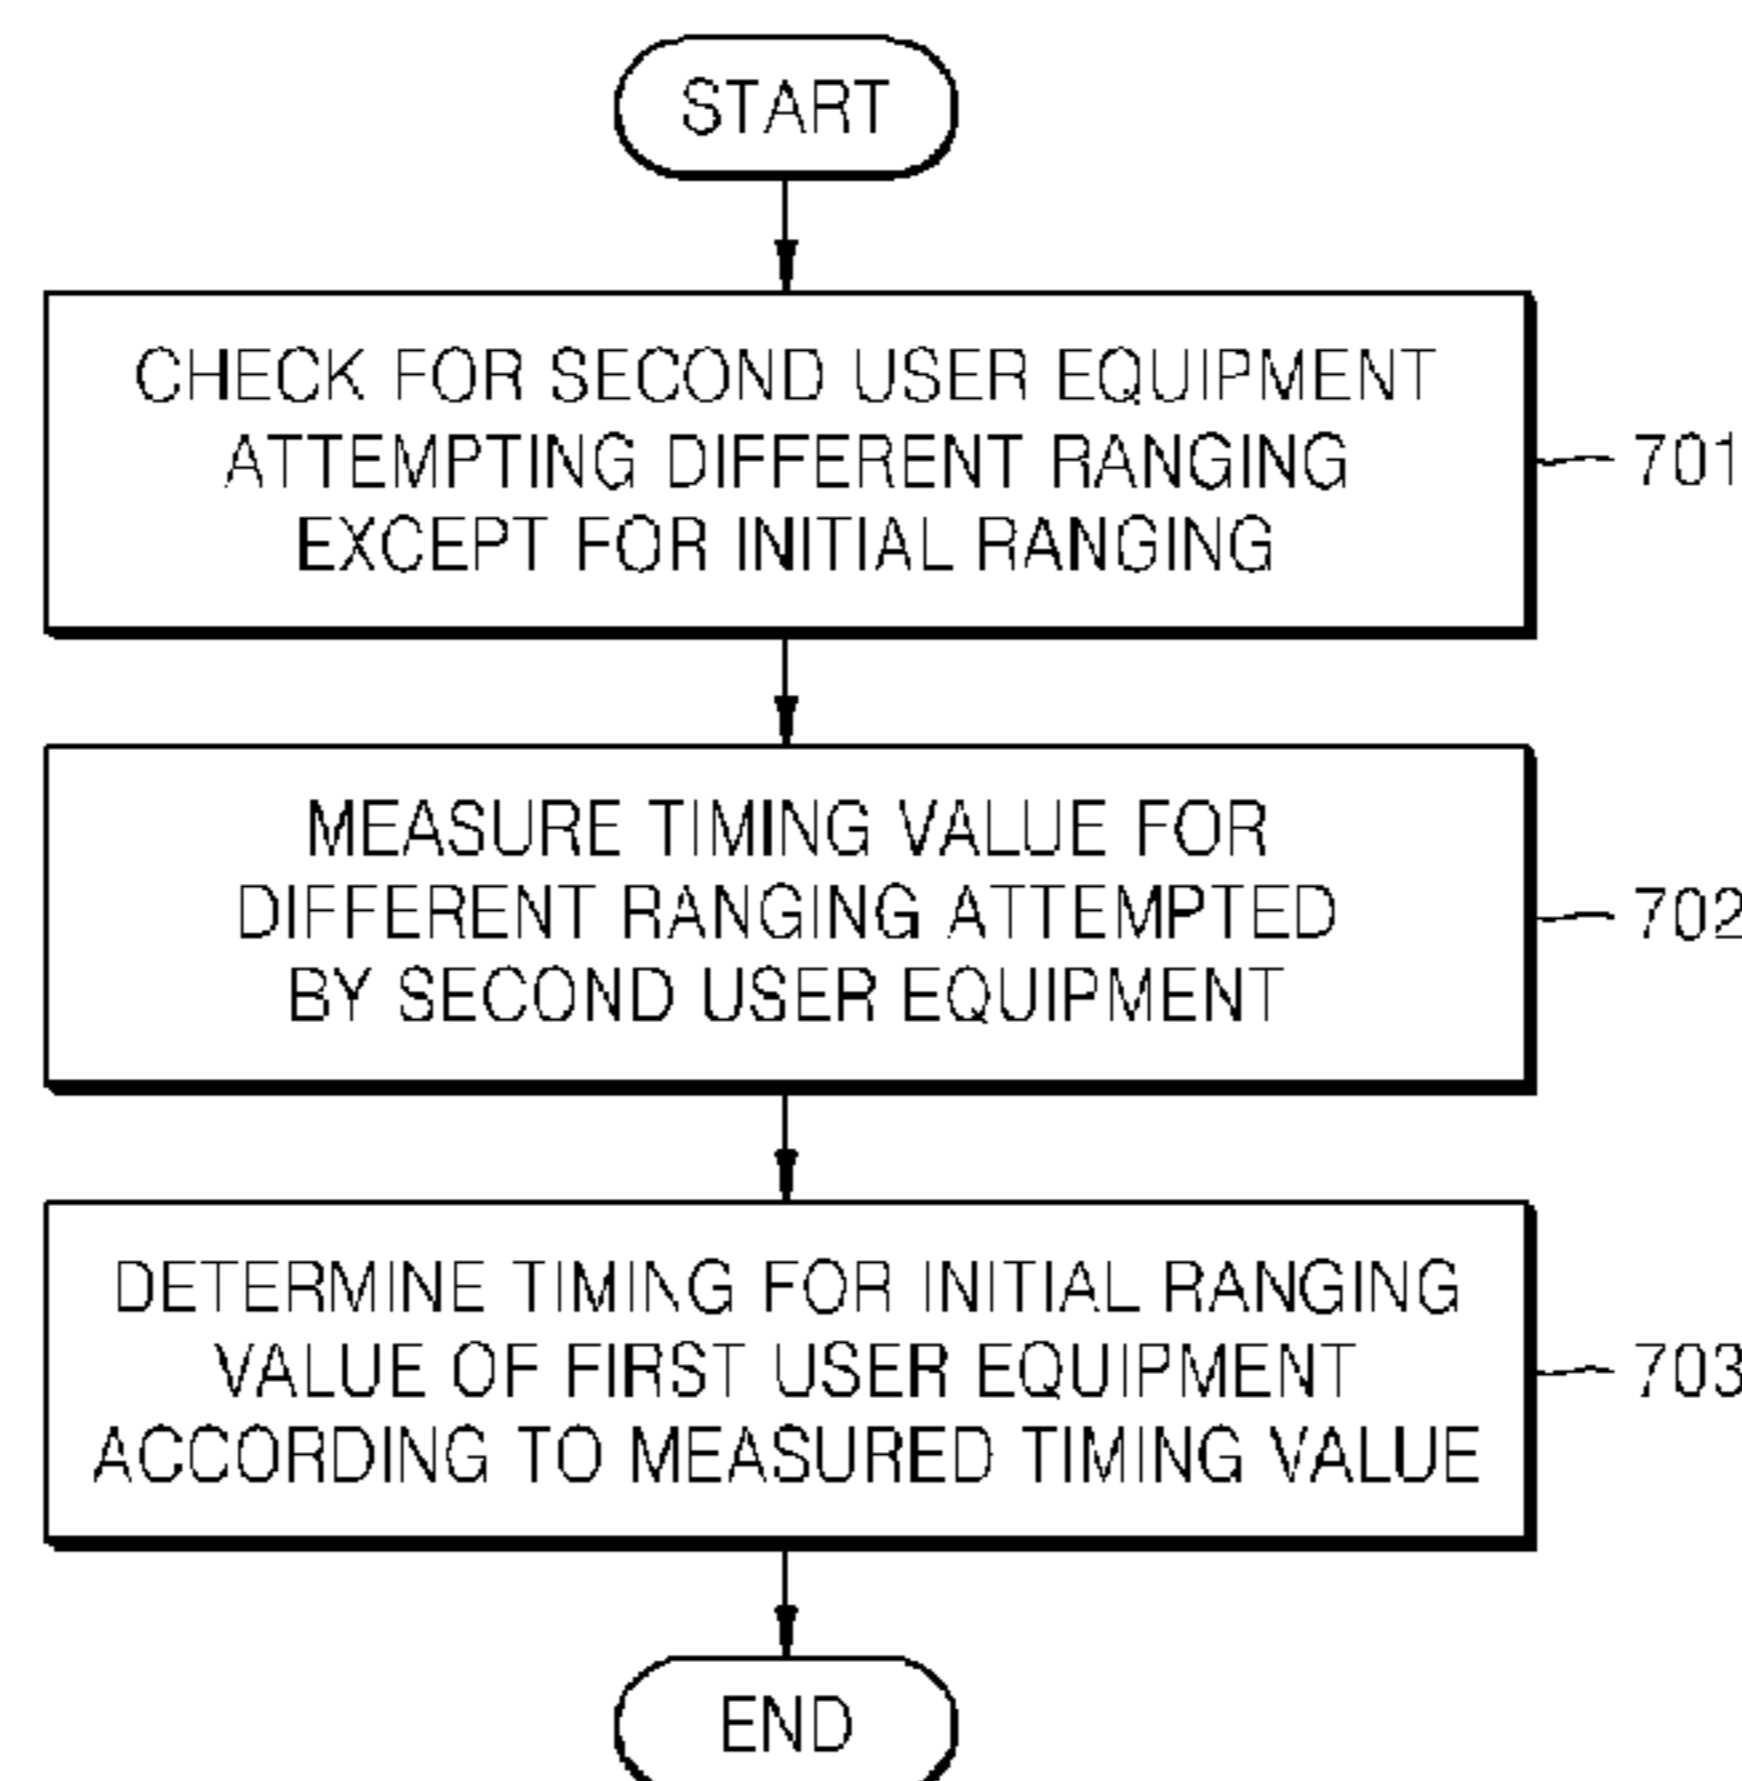 START
CHECK FOR SECOND USER EQUIPMENT
ATTEMPTING DIFFERENT RANGING
EXCEPT FOR INITIAL RANGING
701
MEASURE TIMING VALUE FOR
DIFFERENT RANGING ATTEMPTED
BY SECOND USER EQUIPMENT
702
DETERMINE TIMING FOR INITIAL RANGING
VALUE OF FIRST USER EQUIPMENT
ACCORDING TO MEASURED TIMING VALUE
703
END